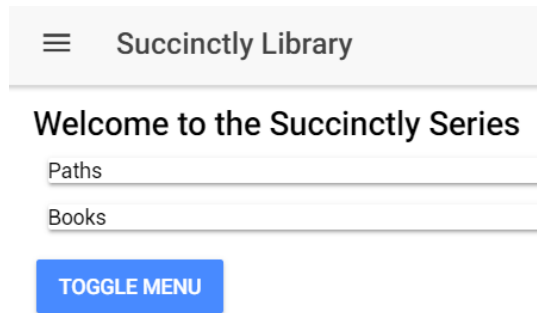 Succinctly Library
Welcome to the Succinctly Series
Paths
Books
TOGGLE MENU